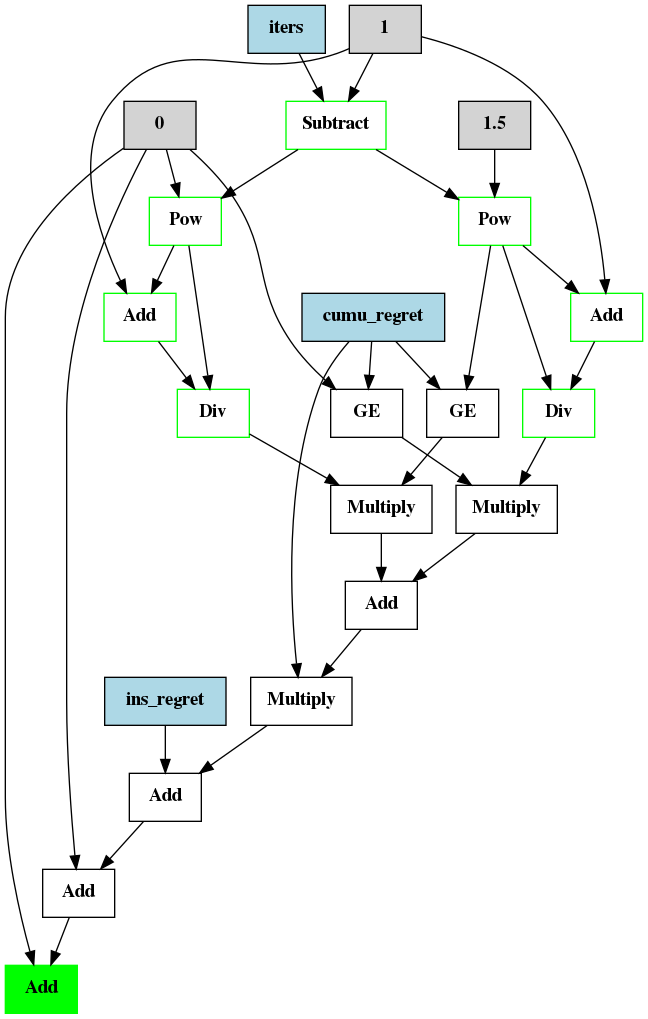 iters
1
0
Subtract
1.5
Pow
Pow
Add
cumu_regret
Add
Div
GE
GE
Div
Multiply
Multiply
Add
ins_regret
Multiply
Add
Add
Add